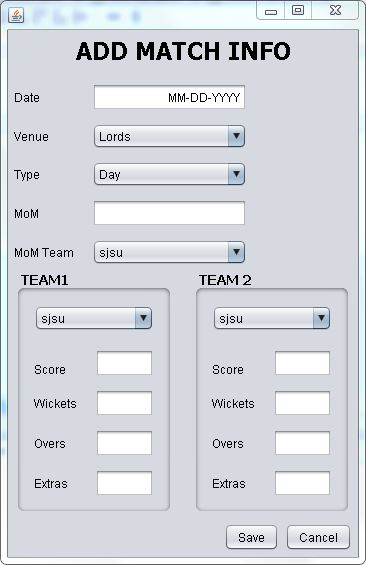 ADD MATCH INFO
Date MM-DD-YYYY
Venue Lords
Type Day
MoM
MoM Team sjsu
TEAM1
sjsu
Score
Wickets
Overs
Extras
TEAM 2
sjsu
Score
Wickets
Overs
Extras
Save Cancel